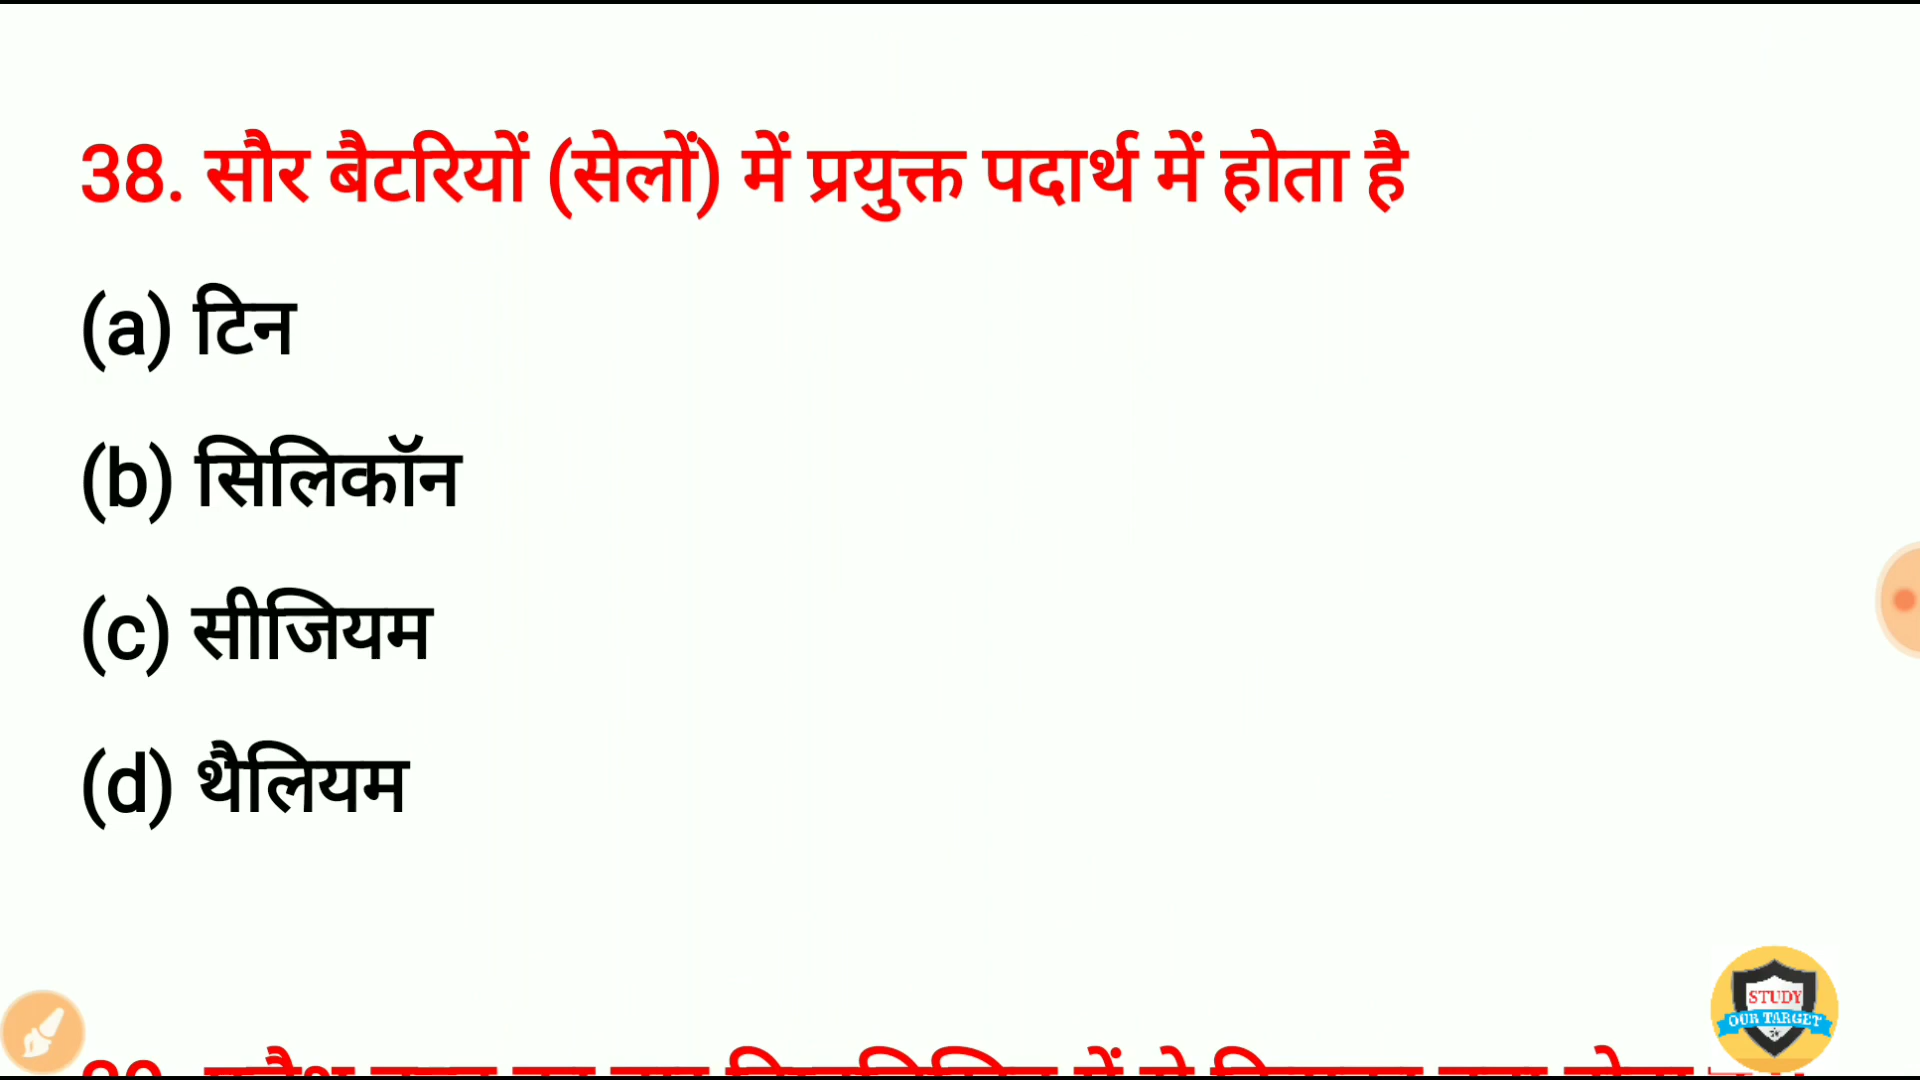 38. सौर बैटरियों (सेलों) में प्रयुक्त पदार्थ में होता है
(a) टिन
(b) सिलिकॉन
(c) सीजियम
(d) थैलियम
STUDY
OUR TARGET